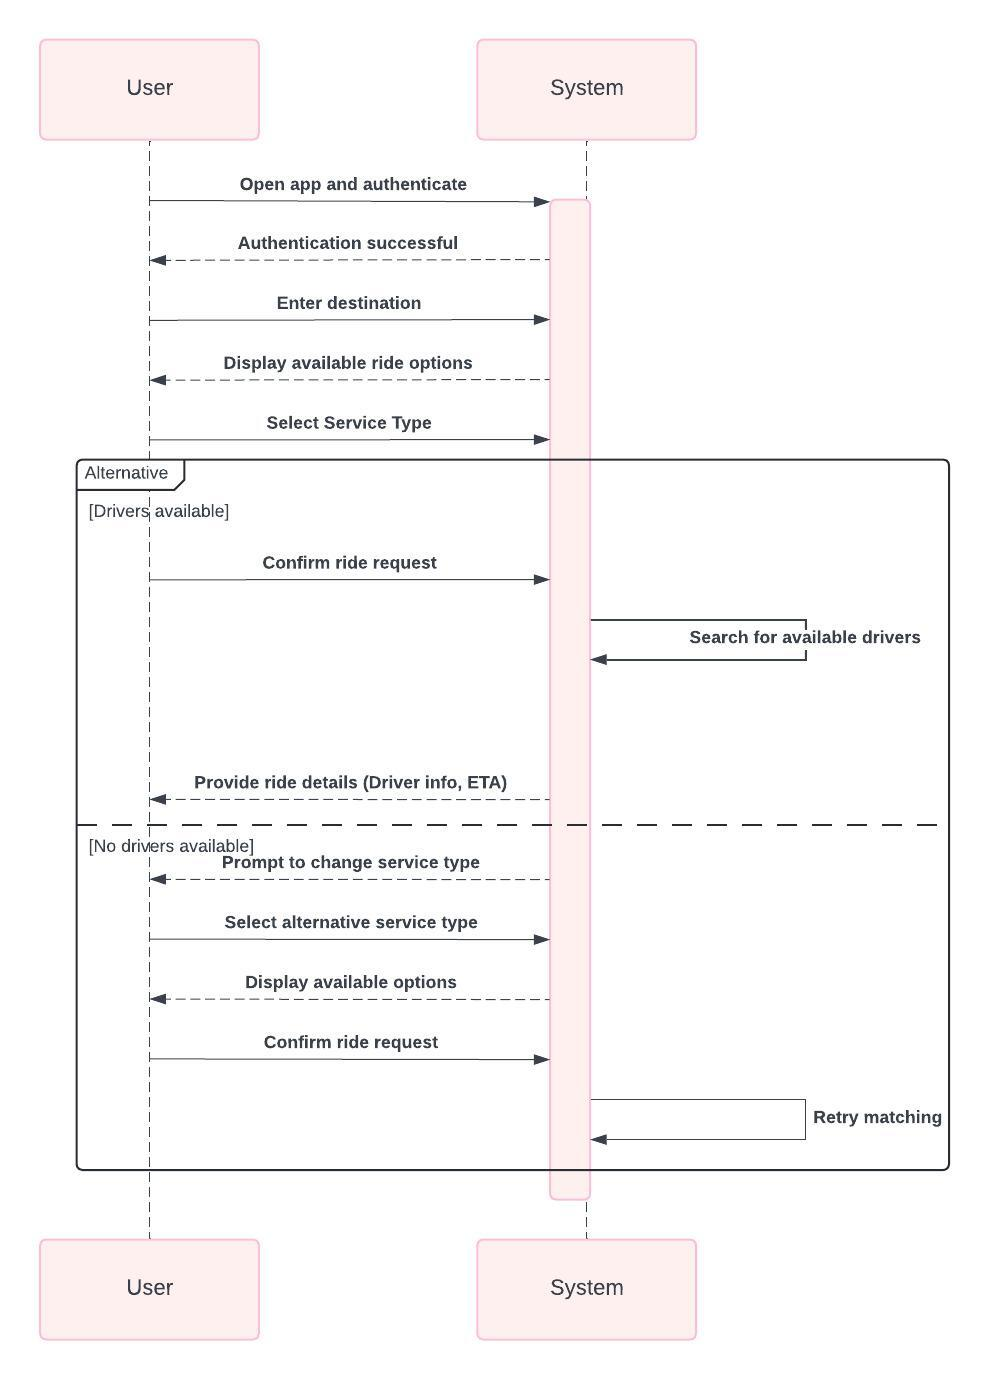 User
System
Open app and authenticate
Authentication successful
Enter destination
Display available ride options
Select Service Type
Alternative
[Drivers available]
Confirm ride request
Search for available drivers
Provide ride details (Driver info, ETA)
[No drivers available]
Prompt to change service type
Select alternative service type
Display available options
Confirm ride request
Retry matching
User
System